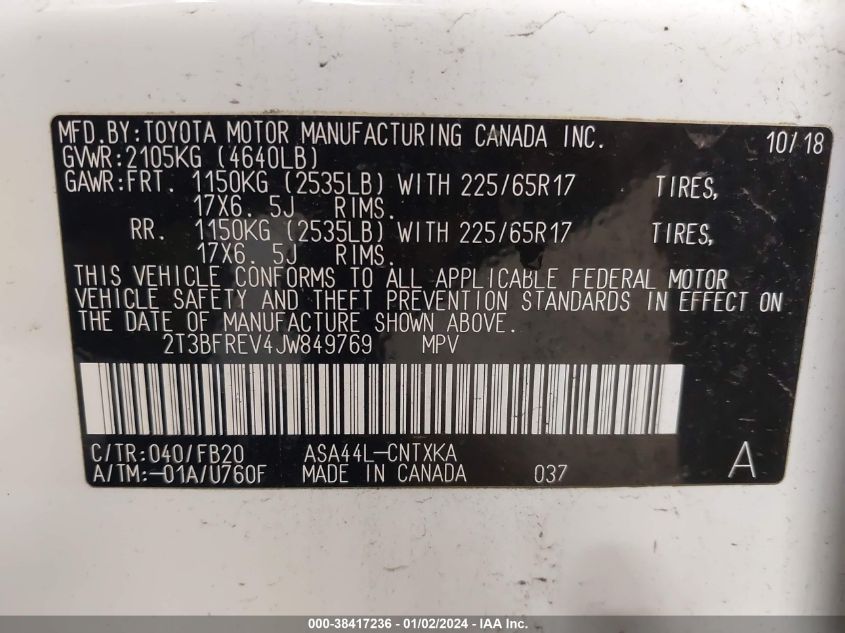 MFD.BY:TOYOTA MOTOR MANUFACTURING CANADA INC. 10/18
GVWR:2105KG (4640LB)
GAWR:FRT. 1150KG (2535LB) WITH 225/65R17 TIRES,
17X6. 5J RIMS.
RR. 1150KG (2535LB) WITH 225/65R17 TIRES,
17X6. 5J RIMS.
THIS VEHICLE CONFORMS TO ALL APPLICABLE FEDERAL MOTOR
VEHICLE SAFETY AND THEFT PREVENTION STANDARDS IN EFFECT ON
THE DATE OF MANUFACTURE SHOWN ABOVE.
2T3BFREV4JW849769 MPV
C/TR:040/FB20 ASA44L-CNTXKA
A/TM:-01A/U760F MADE IN CANADA 037 A
000-38417236 - 01/02/2024 - IAA Inc.